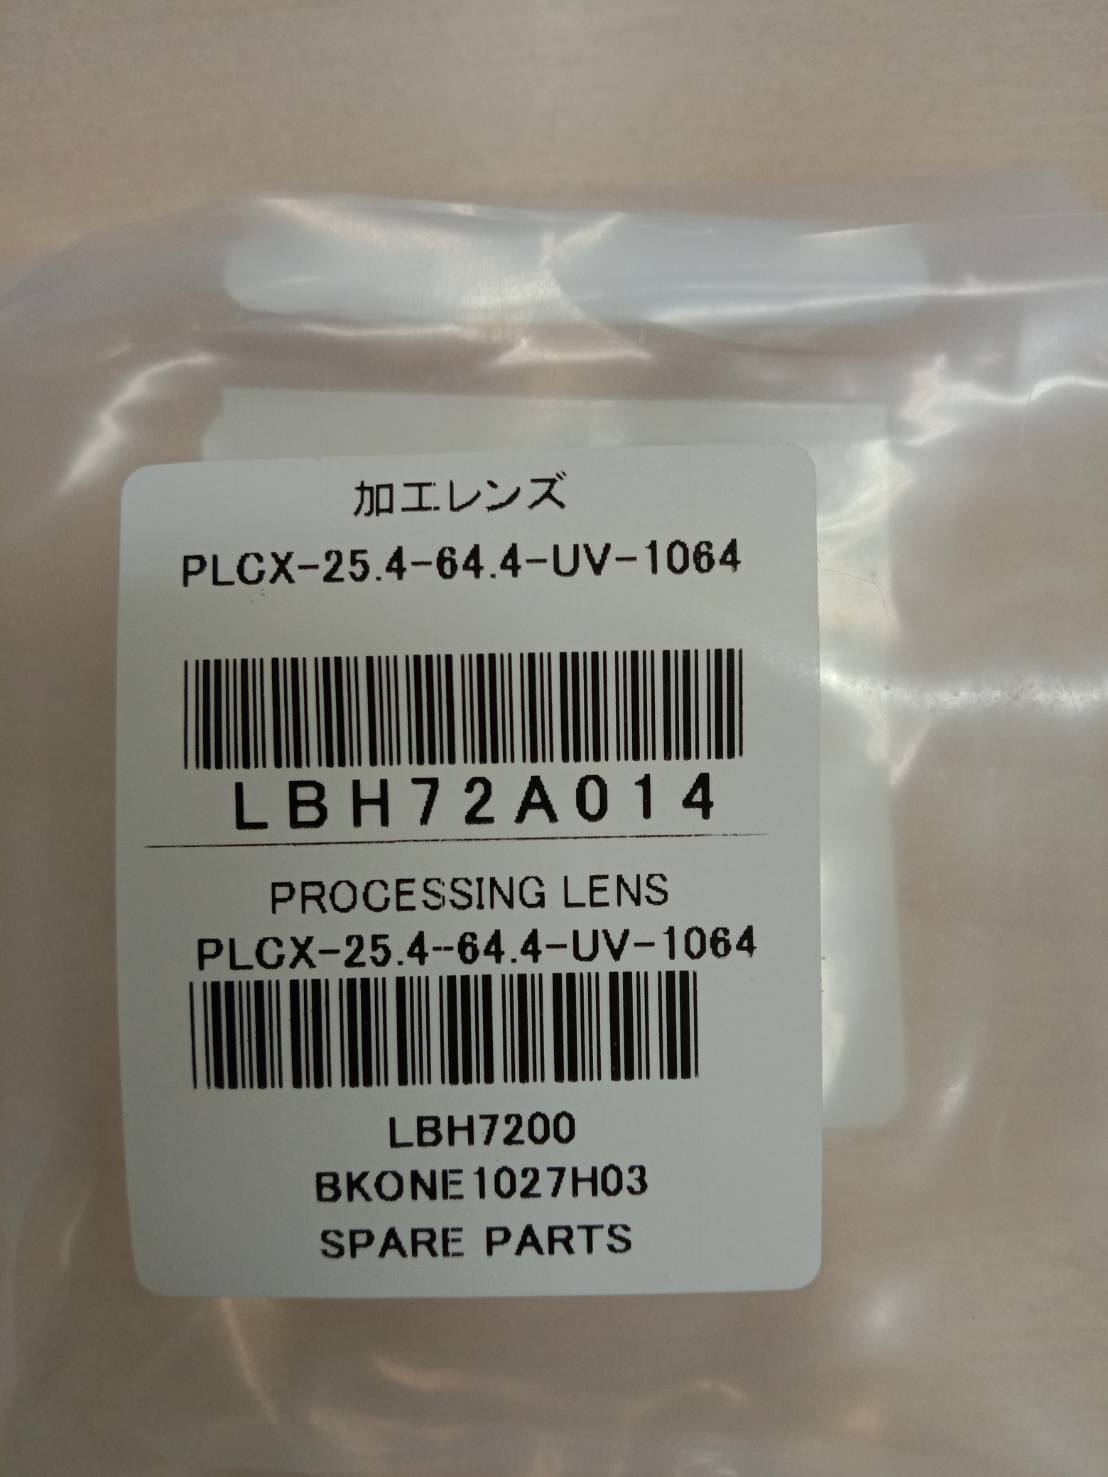 加工レンズ
PLCX-25.4-64.4-UV-1064
LBH72A014
PROCESSING LENS
PLCX-25.4-64.4-UV-1064
LBH7200
BKONE1027H03
SPARE PARTS